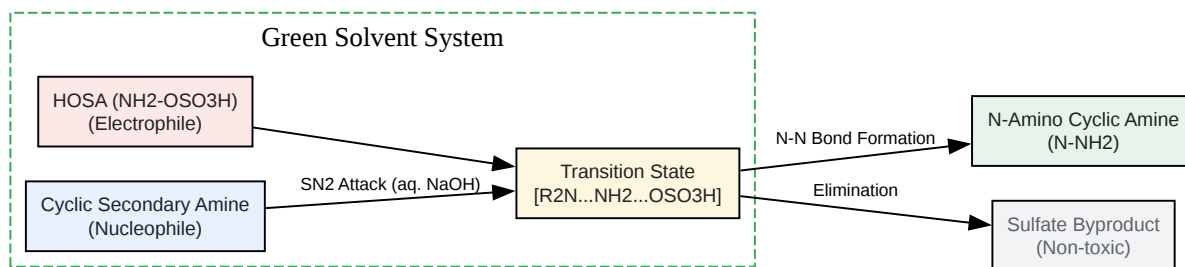 Green Solvent System
HOSA (NH2-OSO3H)
(Electrophile)
Cyclic Secondary Amine
(Nucleophile)
SN2 Attack (aq. NaOH)
Transition State
[R2N...NH2...OSO3H]
N-N Bond Formation
Elimination
N-Amino Cyclic Amine
(N-NH2)
Sulfate Byproduct
(Non-toxic)